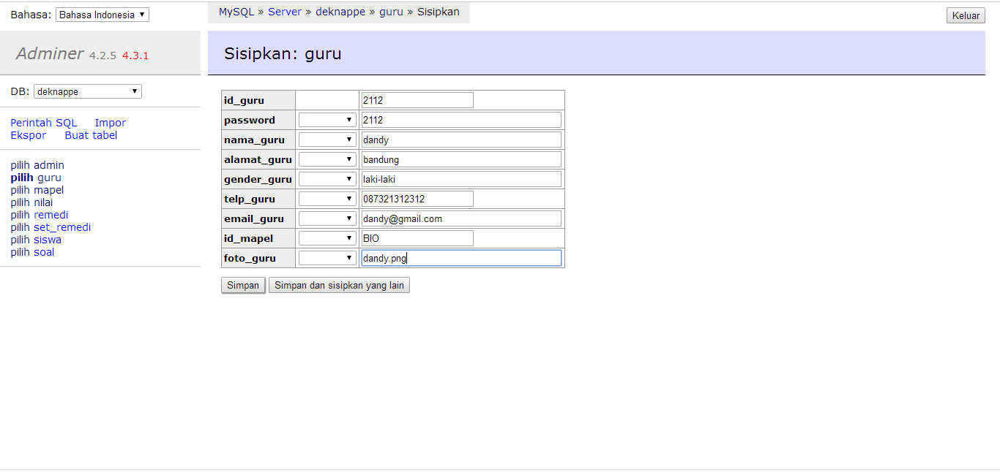 Bahasa: Bahasa Indonesia
MySQL » Server » deknappe » guru » Sisipkan
Keluar
Adminer 4.2.5 4.3.1
Sisipkan: guru
DB: deknappe
Perintah SQL Impor
Ekspor Buat tabel
pilih admin
pilih guru
pilih mapel
pilih nilai
pilih remedi
pilih set_remedi
pilih siswa
pilih soal
id_guru 2112
password 2112
nama_guru dandy
alamat_guru bandung
gender_guru laki-laki
telp_guru 087321312312
email_guru dandy@gmail.com
id_mapel BIO
foto_guru dandy.png
Simpan Simpan dan sisipkan yang lain